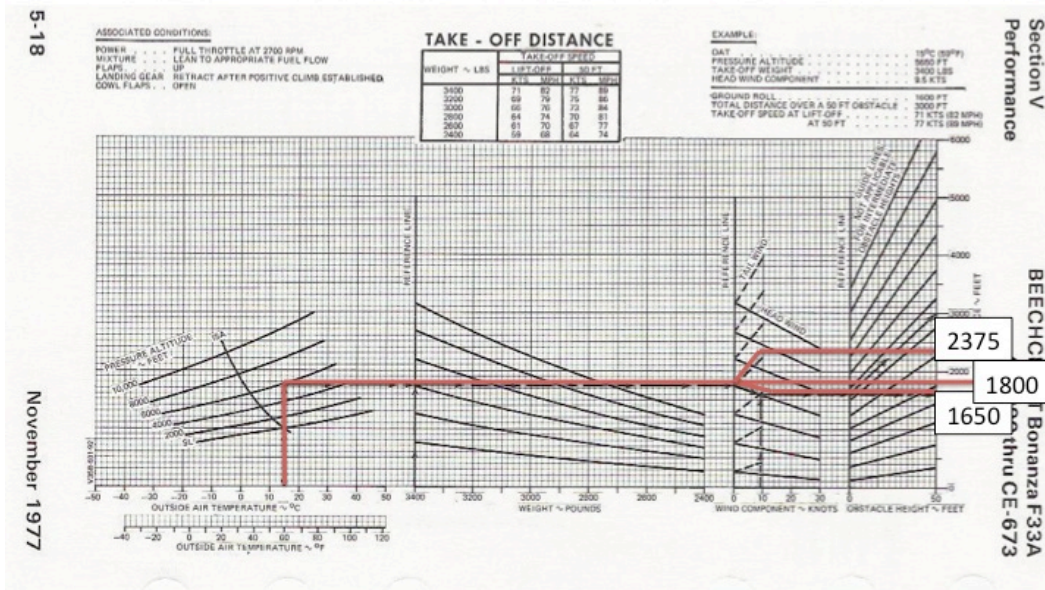 5-18
ASSOCIATED CONDITIONS:
POWER . . . . FULL THROTTLE AT 2700 RPM
MIXTURE . . . LEAN TO APPROPRIATE FUEL FLOW
FLAPS . . . . UP
LANDING GEAR RETRACT AFTER POSITIVE CLIMB ESTABLISHED
COWL FLAPS . . OPEN
TAKE - OFF DISTANCE
TAKE-OFF SPEED
WEIGHT ~ LBS LIFT-OFF 50 FT
KTS MPH KTS MPH
3400 71 82 77 89
3200 69 79 75 86
3000 66 76 73 84
2800 64 74 70 81
2600 61 70 67 77
2400 59 68 64 74
EXAMPLE:
OAT 15°C (59°F)
PRESSURE ALTITUDE 5650 FT
TAKE-OFF WEIGHT 3400 LBS
HEAD WIND COMPONENT 9.5 KTS
GROUND ROLL 1600 FT
TOTAL DISTANCE OVER A 50 FT OBSTACLE 3000 FT
TAKE-OFF SPEED AT LIFT-OFF 71 KTS (82 MPH)
AT 50 FT 77 KTS (89 MPH)
Section V
Performance
PRESSURE ALTITUDE ~ FEET
ISA
10,000
8000
6000
4000
2000
SL
REFERENCE LINE
REFERENCE LINE
TAIL WIND
HEAD WIND
REFERENCE LINE
GUIDE LINES NOT APPLICABLE FOR INTERMEDIATE OBSTACLE HEIGHTS
6000
5000
4000
3000
2000
0
2375
1800
1650
-50 -40 -30 -20 -10 0 10 20 30 40 50
OUTSIDE AIR TEMPERATURE ~ °C
3400 3200 3000 2800 2600 2400
WEIGHT ~ POUNDS
0 10 20 30
WIND COMPONENT ~ KNOTS
0 50
OBSTACLE HEIGHT ~ FEET
-40 -20 0 20 40 60 80 100 120
OUTSIDE AIR TEMPERATURE ~ °F
BEECHC
T Bonanza F33A
thru CE-673
November 1977